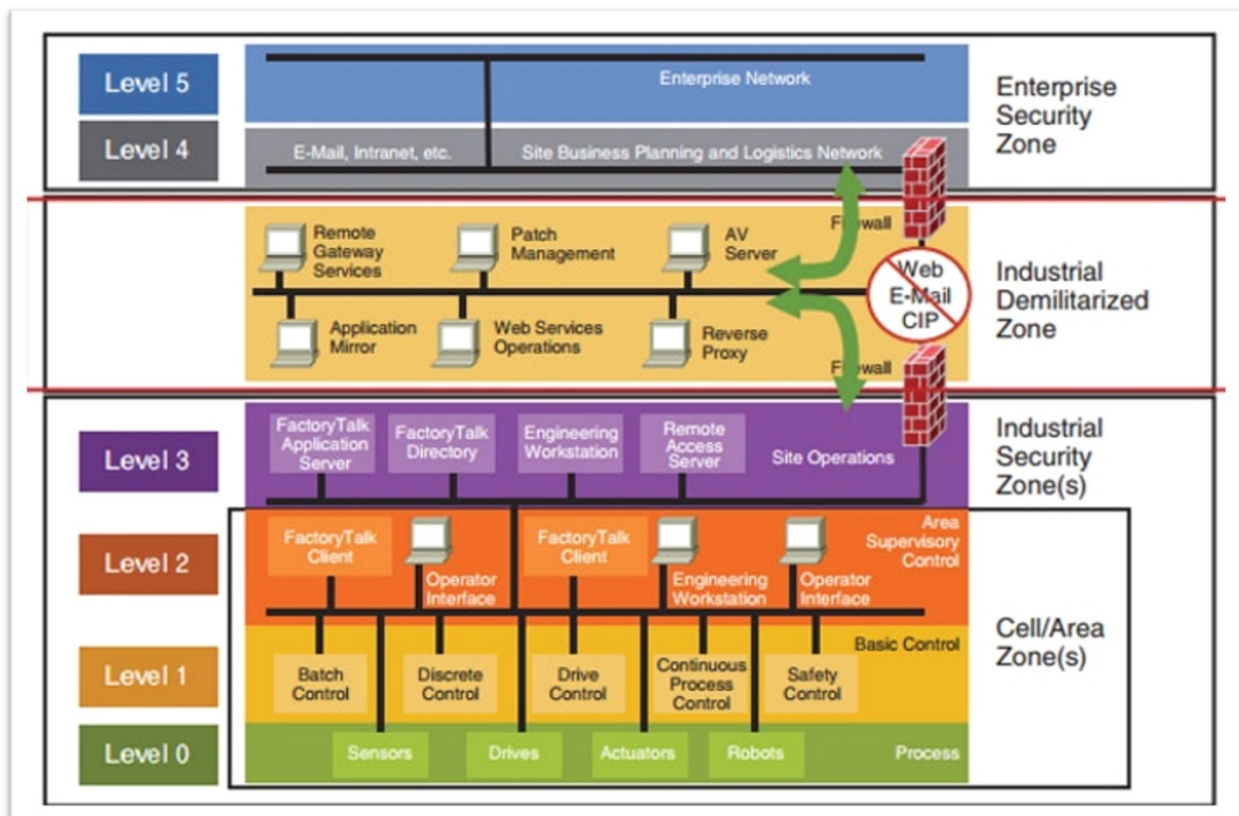 Level 5
Enterprise Network
Enterprise
Security
Zone
Level 4
E-Mail, Intranet, etc.
Site Business Planning and Logistics Network
Remote
Gateway
Services
Patch
Management
AV
Server
Firewall
Web
E-Mail
CIP
Industrial
Demilitarized
Zone
Application
Mirror
Web Services
Operations
Reverse
Proxy
Firewall
Level 3
FactoryTalk
Application
Server
FactoryTalk
Directory
Engineering
Workstation
Remote
Access
Server
Site Operations
Industrial
Security
Zone(s)
Level 2
FactoryTalk
Client
Operator
Interface
FactoryTalk
Client
Engineering
Workstation
Operator
Interface
Area
Supervisory
Control
Cell/Area
Zone(s)
Level 1
Basic Control
Batch
Control
Discrete
Control
Drive
Control
Continuous
Process
Control
Safety
Control
Level 0
Sensors
Drives
Actuators
Robots
Process